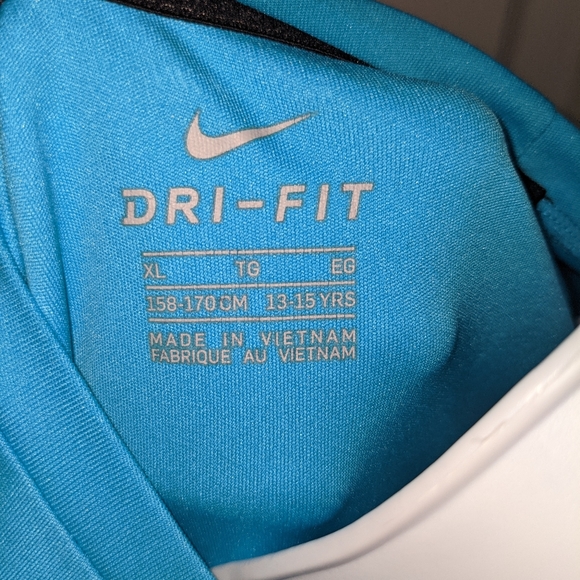 DRI-FIT
XL TG EG
158-170 CM 13-15 YRS
MADE IN VIETNAM
FABRIQUE AU VIETNAM